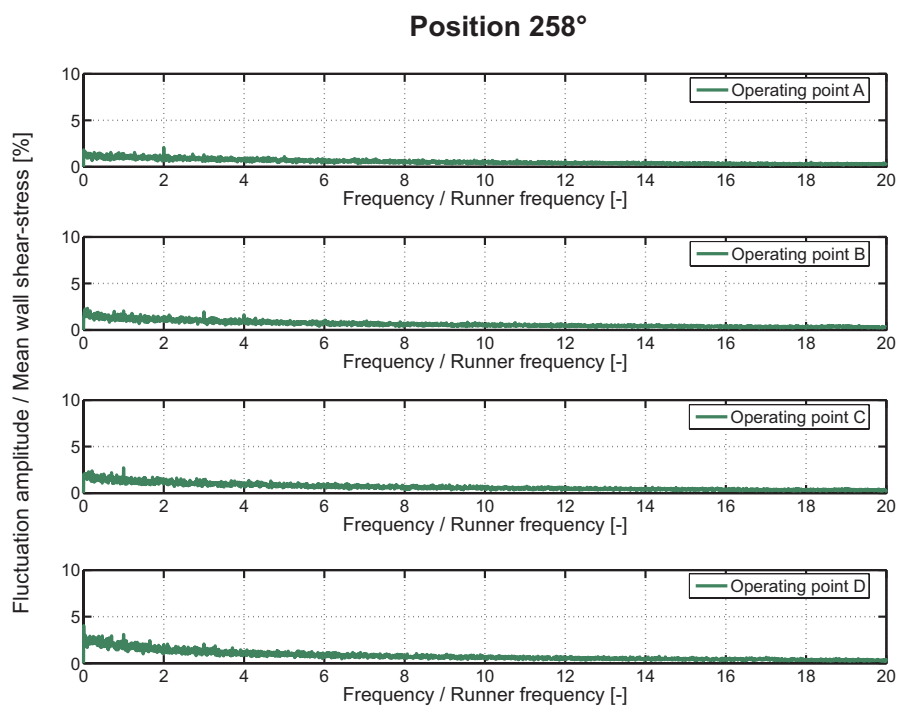 Position 258°
Fluctuation amplitude / Mean wall shear-stress [%]
10
5
0
Operating point A
0 2 4 6 8 10 12 14 16 18 20
Frequency / Runner frequency [-]
10
5
0
Operating point B
0 2 4 6 8 10 12 14 16 18 20
Frequency / Runner frequency [-]
10
5
0
Operating point C
0 2 4 6 8 10 12 14 16 18 20
Frequency / Runner frequency [-]
10
5
0
Operating point D
0 2 4 6 8 10 12 14 16 18 20
Frequency / Runner frequency [-]